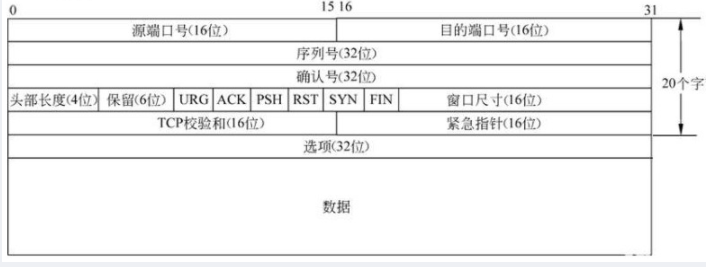 0 15 16 31
源端口号(16位) 目的端口号(16位)
序列号(32位)
确认号(32位)
20个字
头部长度(4位) 保留(6位) URG ACK PSH RST SYN FIN 窗口尺寸(16位)
TCP校验和(16位) 紧急指针(16位)
选项(32位)
数据